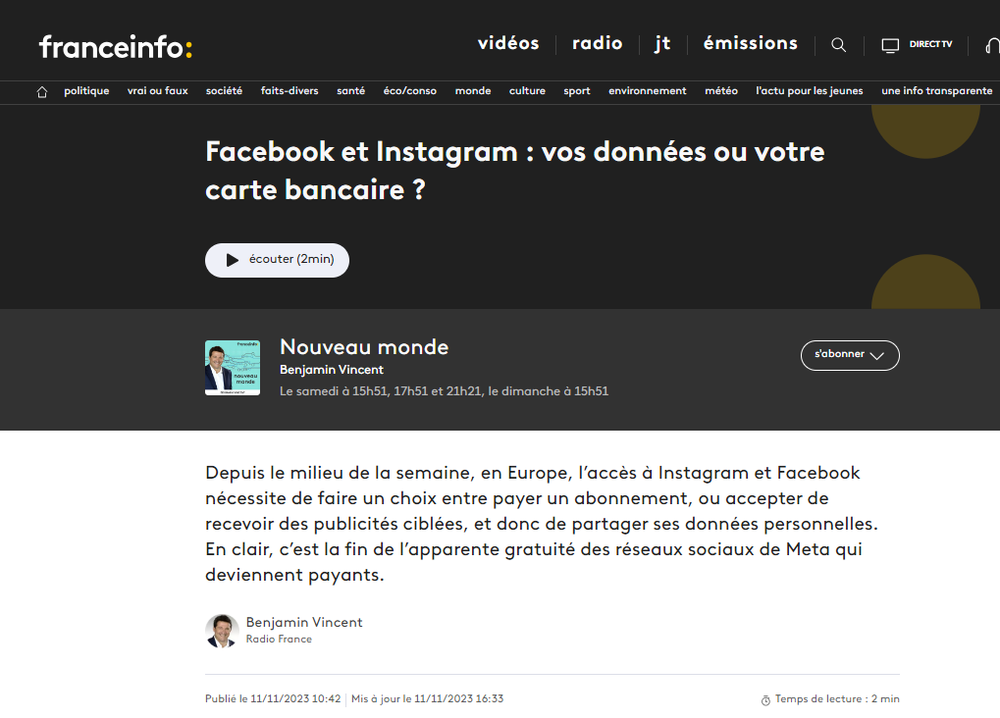 franceinfo:
vidéos
radio
jt
émissions
DIRECT TV
politique
vrai ou faux
société
faits-divers
santé
éco/conso
monde
culture
sport
environnement
météo
l'actu pour les jeunes
une info transparente
Facebook et Instagram : vos données ou votre
carte bancaire ?
écouter (2min)
franceinfo
nouveau
monde
Nouveau monde
Benjamin Vincent
Le samedi à 15h51, 17h51 et 21h21, le dimanche à 15h51
s'abonner
Depuis le milieu de la semaine, en Europe, l’accès à Instagram et Facebook
nécessite de faire un choix entre payer un abonnement, ou accepter de
recevoir des publicités ciblées, et donc de partager ses données personnelles.
En clair, c’est la fin de l’apparente gratuité des réseaux sociaux de Meta qui
deviennent payants.
Benjamin Vincent
Radio France
Publié le 11/11/2023 10:42
Mis à jour le 11/11/2023 16:33
Temps de lecture : 2 min